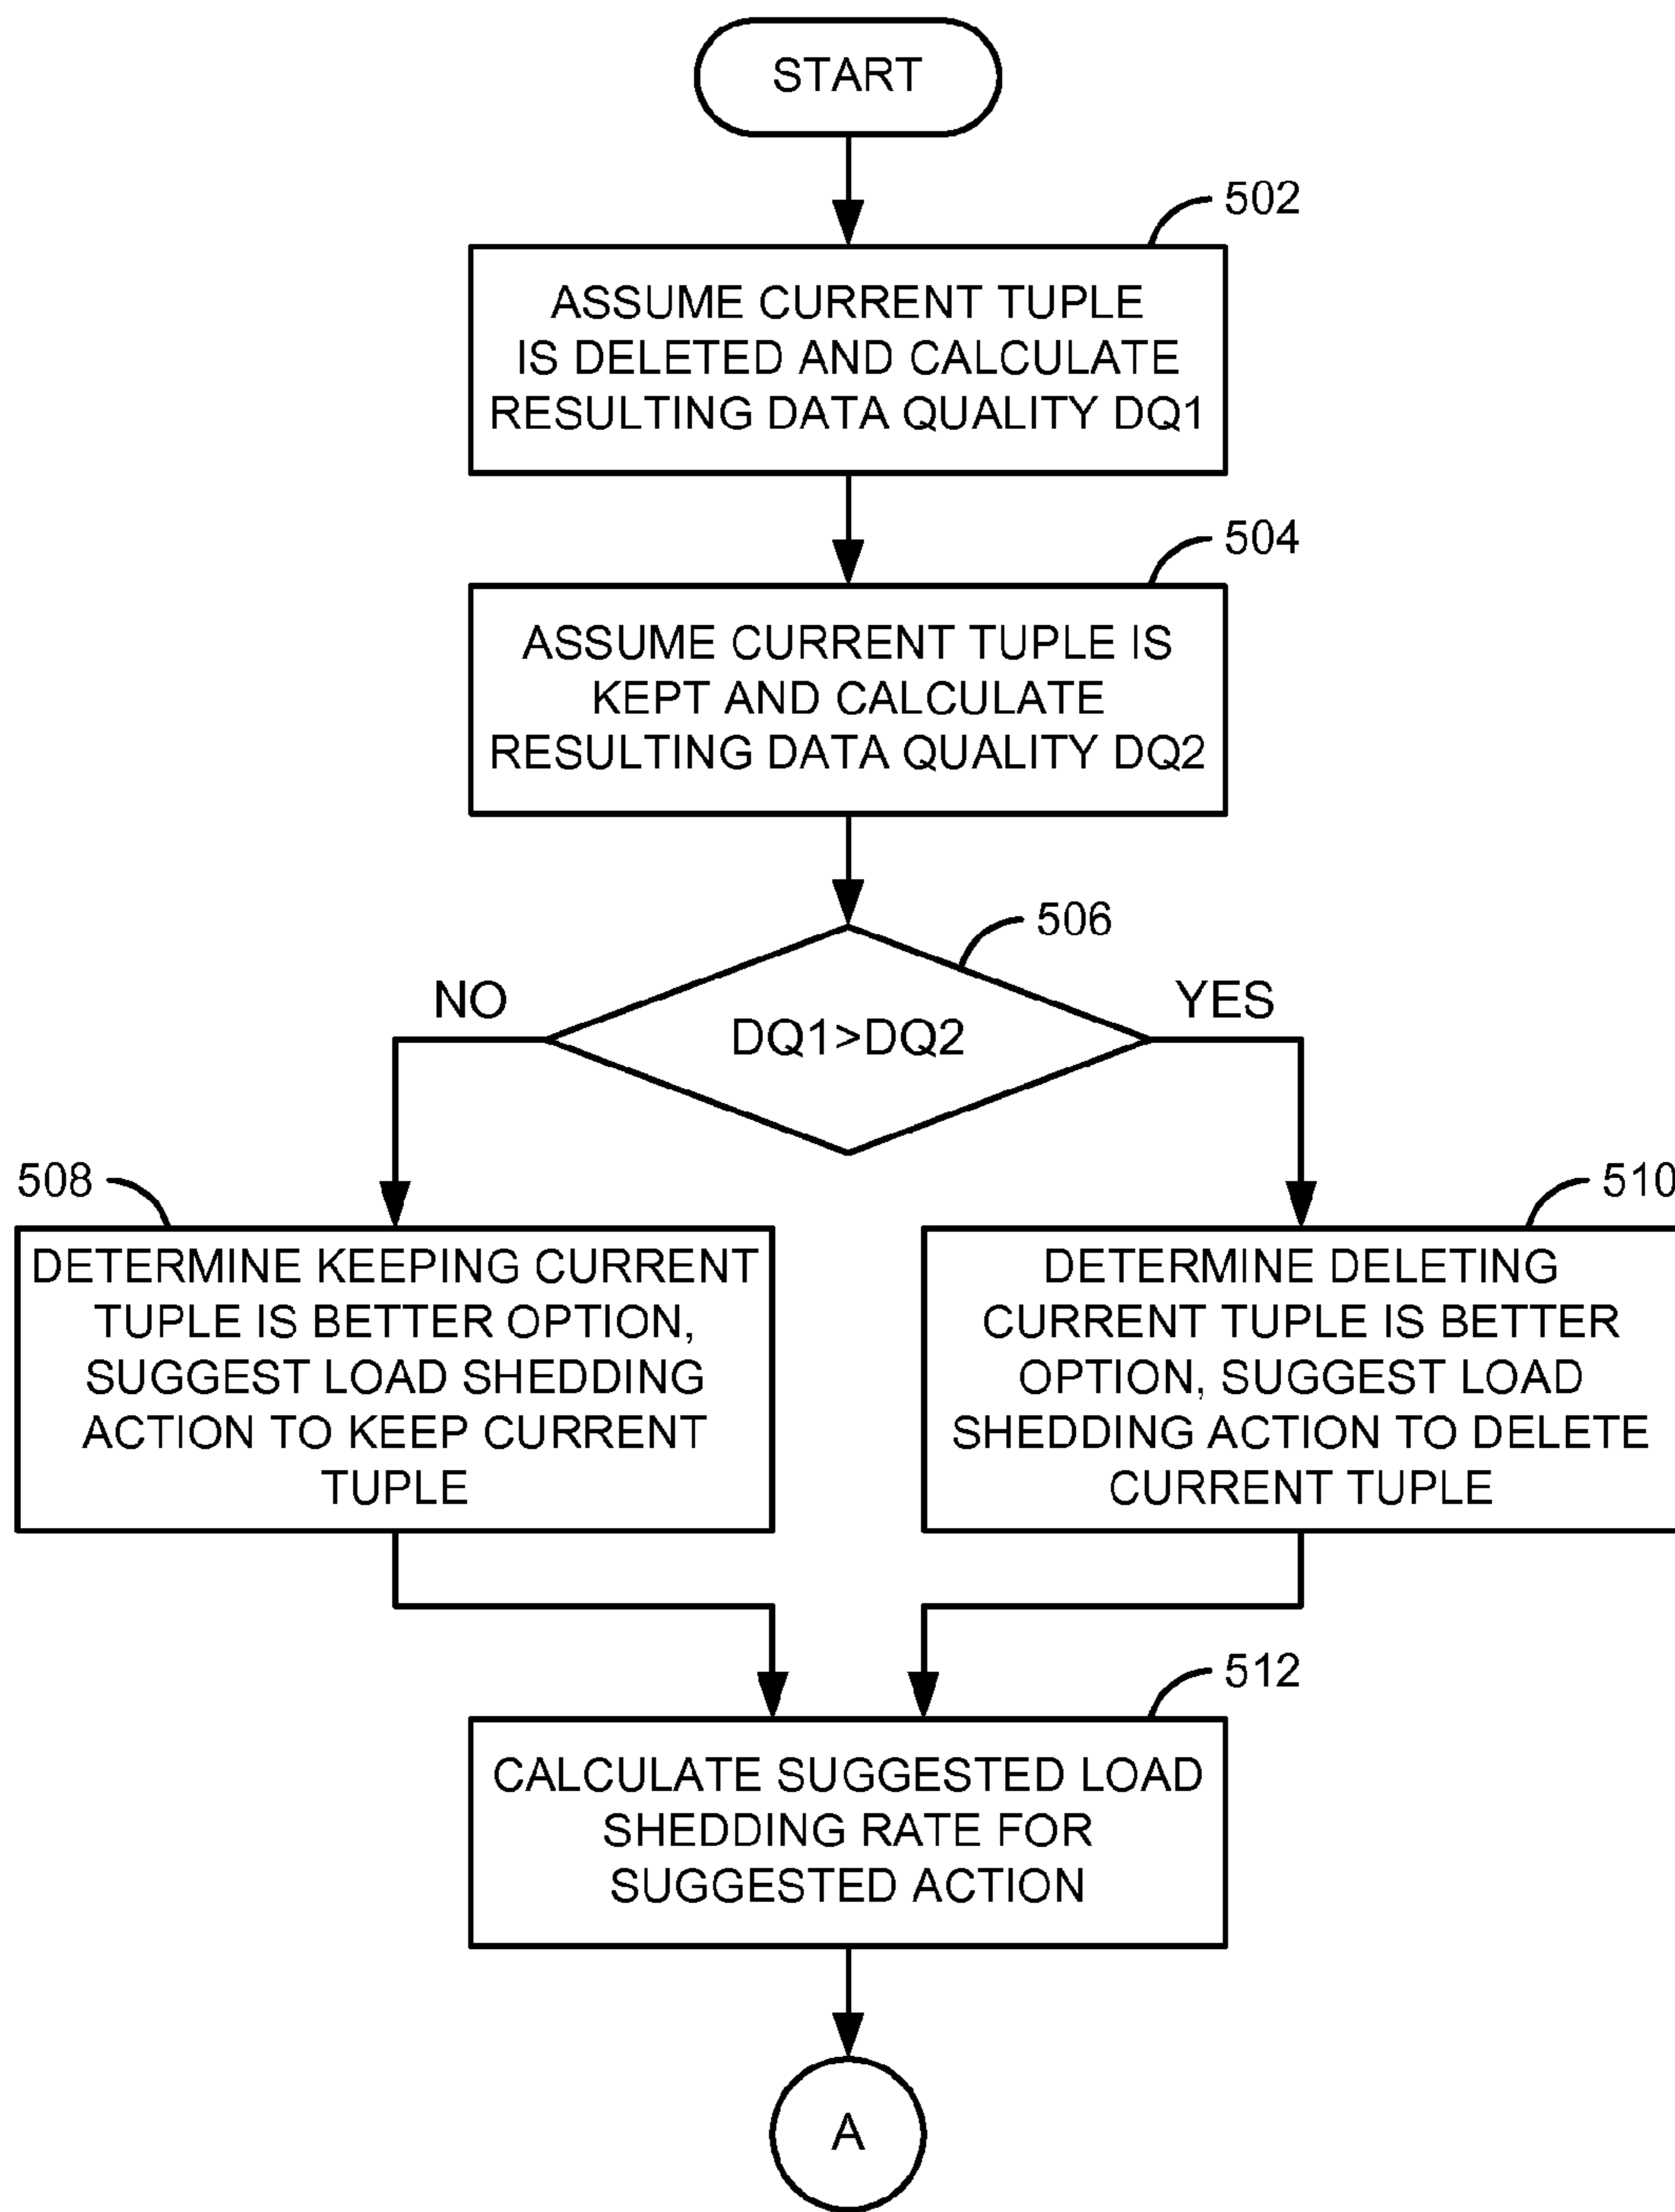 START
502
ASSUME CURRENT TUPLE
IS DELETED AND CALCULATE
RESULTING DATA QUALITY DQ1
504
ASSUME CURRENT TUPLE IS
KEPT AND CALCULATE
RESULTING DATA QUALITY DQ2
506
NO
YES
DQ1>DQ2
508
DETERMINE KEEPING CURRENT
TUPLE IS BETTER OPTION,
SUGGEST LOAD SHEDDING
ACTION TO KEEP CURRENT
TUPLE
510
DETERMINE DELETING
CURRENT TUPLE IS BETTER
OPTION, SUGGEST LOAD
SHEDDING ACTION TO DELETE
CURRENT TUPLE
512
CALCULATE SUGGESTED LOAD
SHEDDING RATE FOR
SUGGESTED ACTION
A